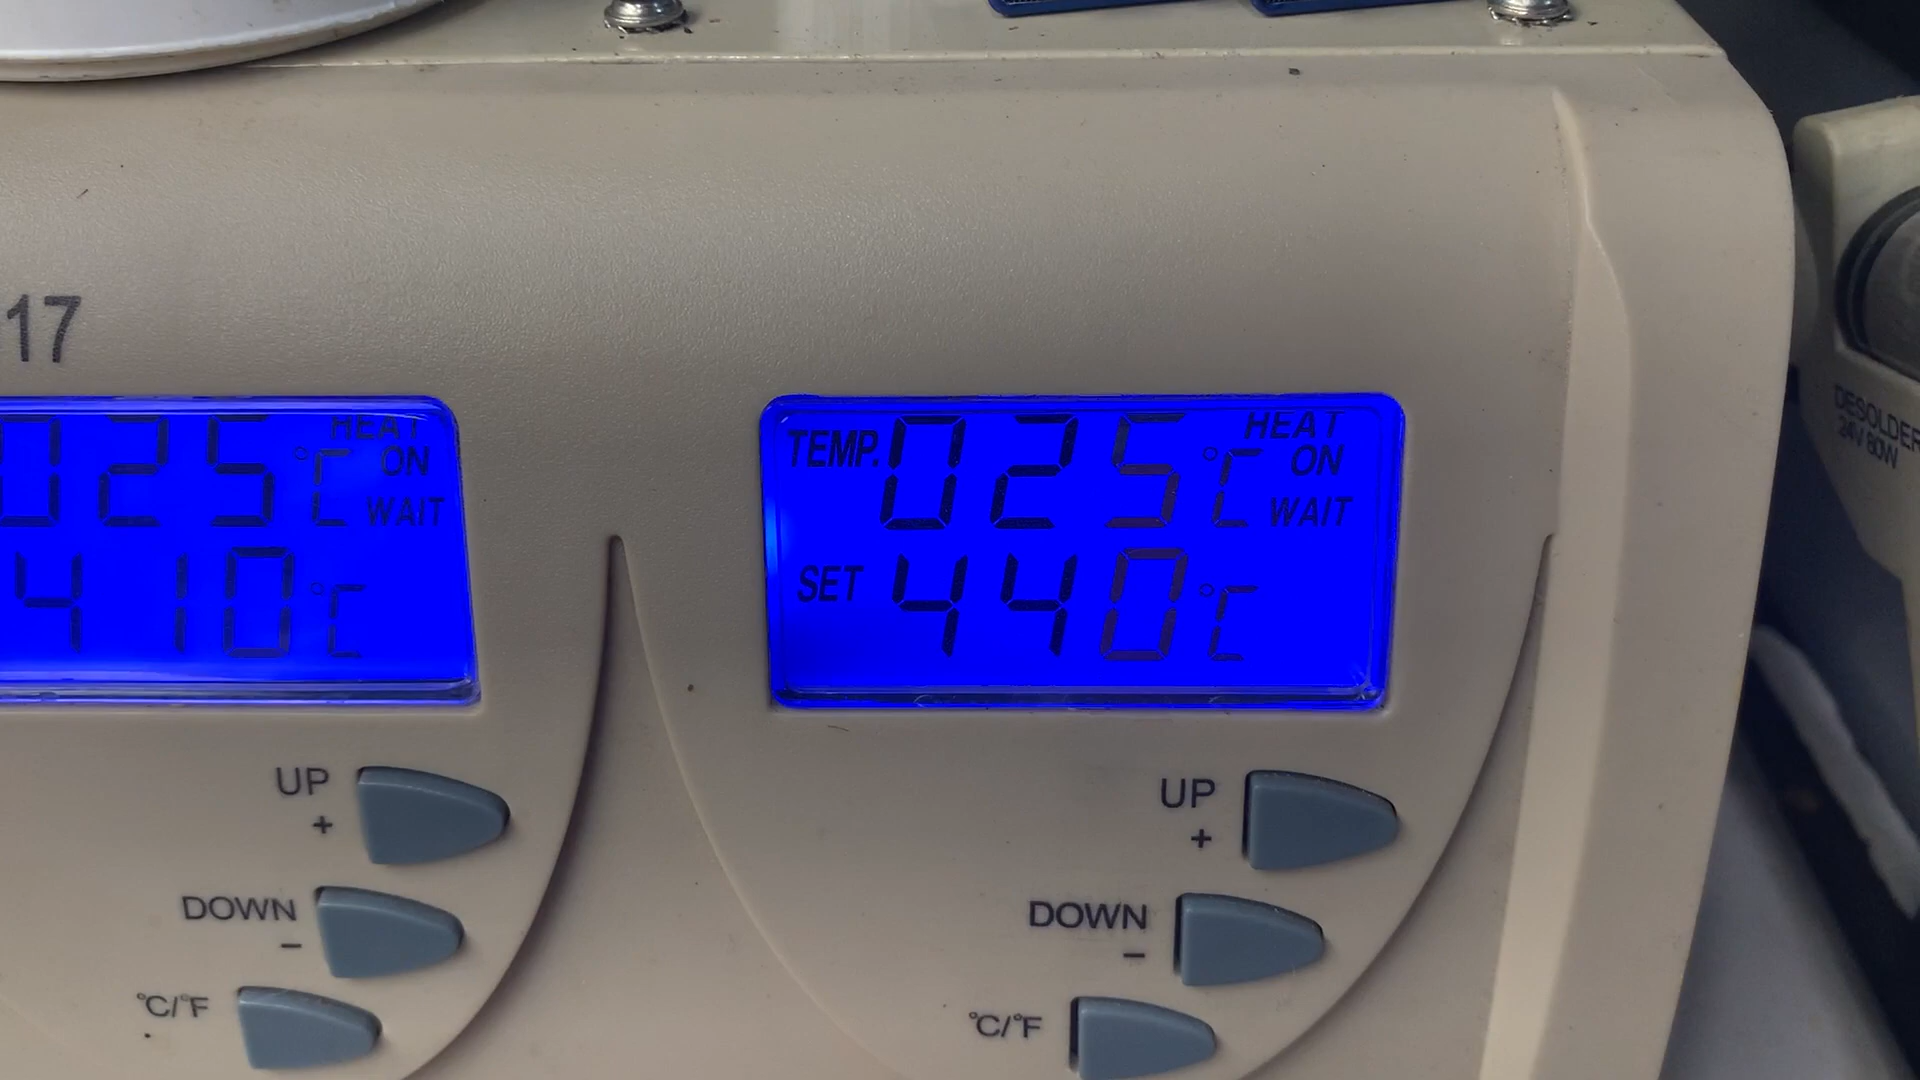 17
025 °C HEAT ON WAIT
410 °C
UP
+
DOWN
-
°C/°F
TEMP. 025 °C HEAT ON WAIT
SET 440 °C
UP
+
DOWN
-
°C/°F
DESOLDER
24V 80W